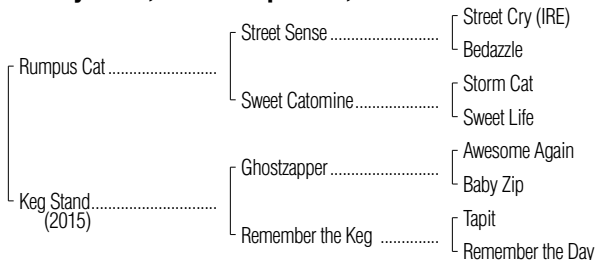 Street Cry (IRE)
Street Sense
Bedazzle
Rumpus Cat
Storm Cat
Sweet Catomine
Sweet Life
Awesome Again
Ghostzapper
Baby Zip
Keg Stand
(2015)
Tapit
Remember the Keg
Remember the Day